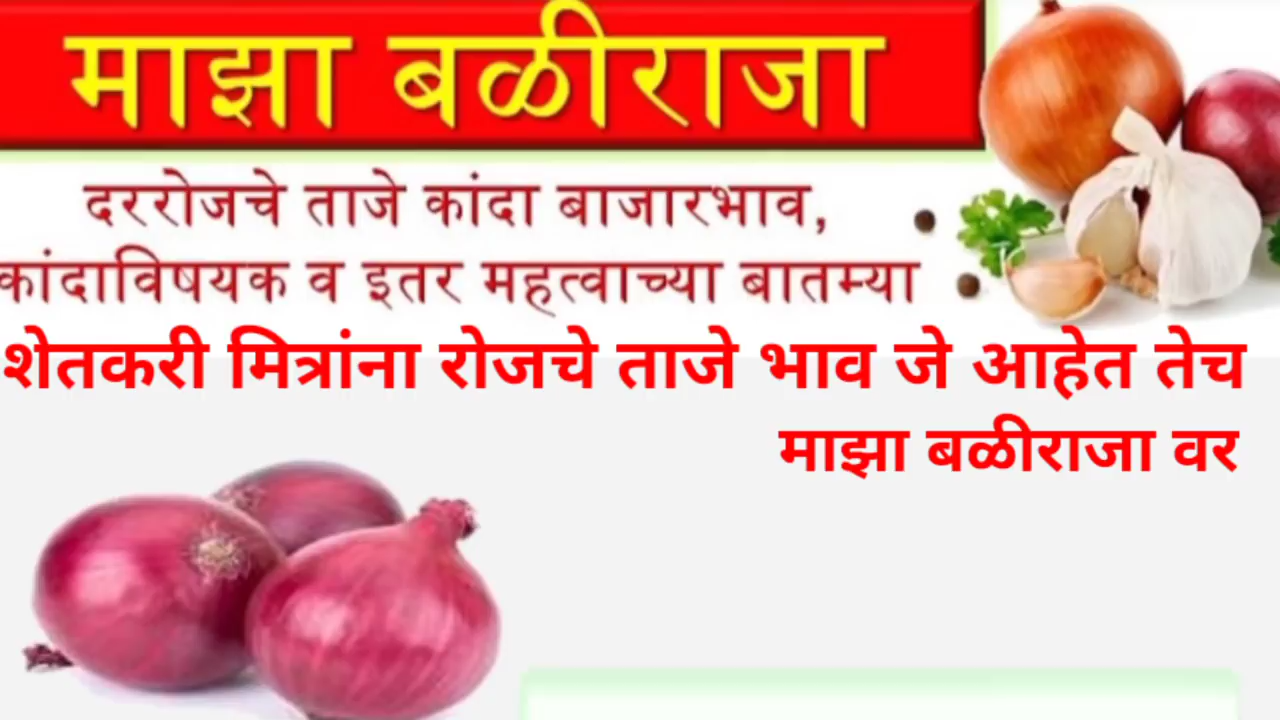 माझा बळीराजा
दररोजचे ताजे कांदा बाजारभाव,
कांदाविषयक व इतर महत्वाच्या बातम्या
शेतकरी मित्रांना रोजचे ताजे भाव जे आहेत तेच
माझा बळीराजा वर